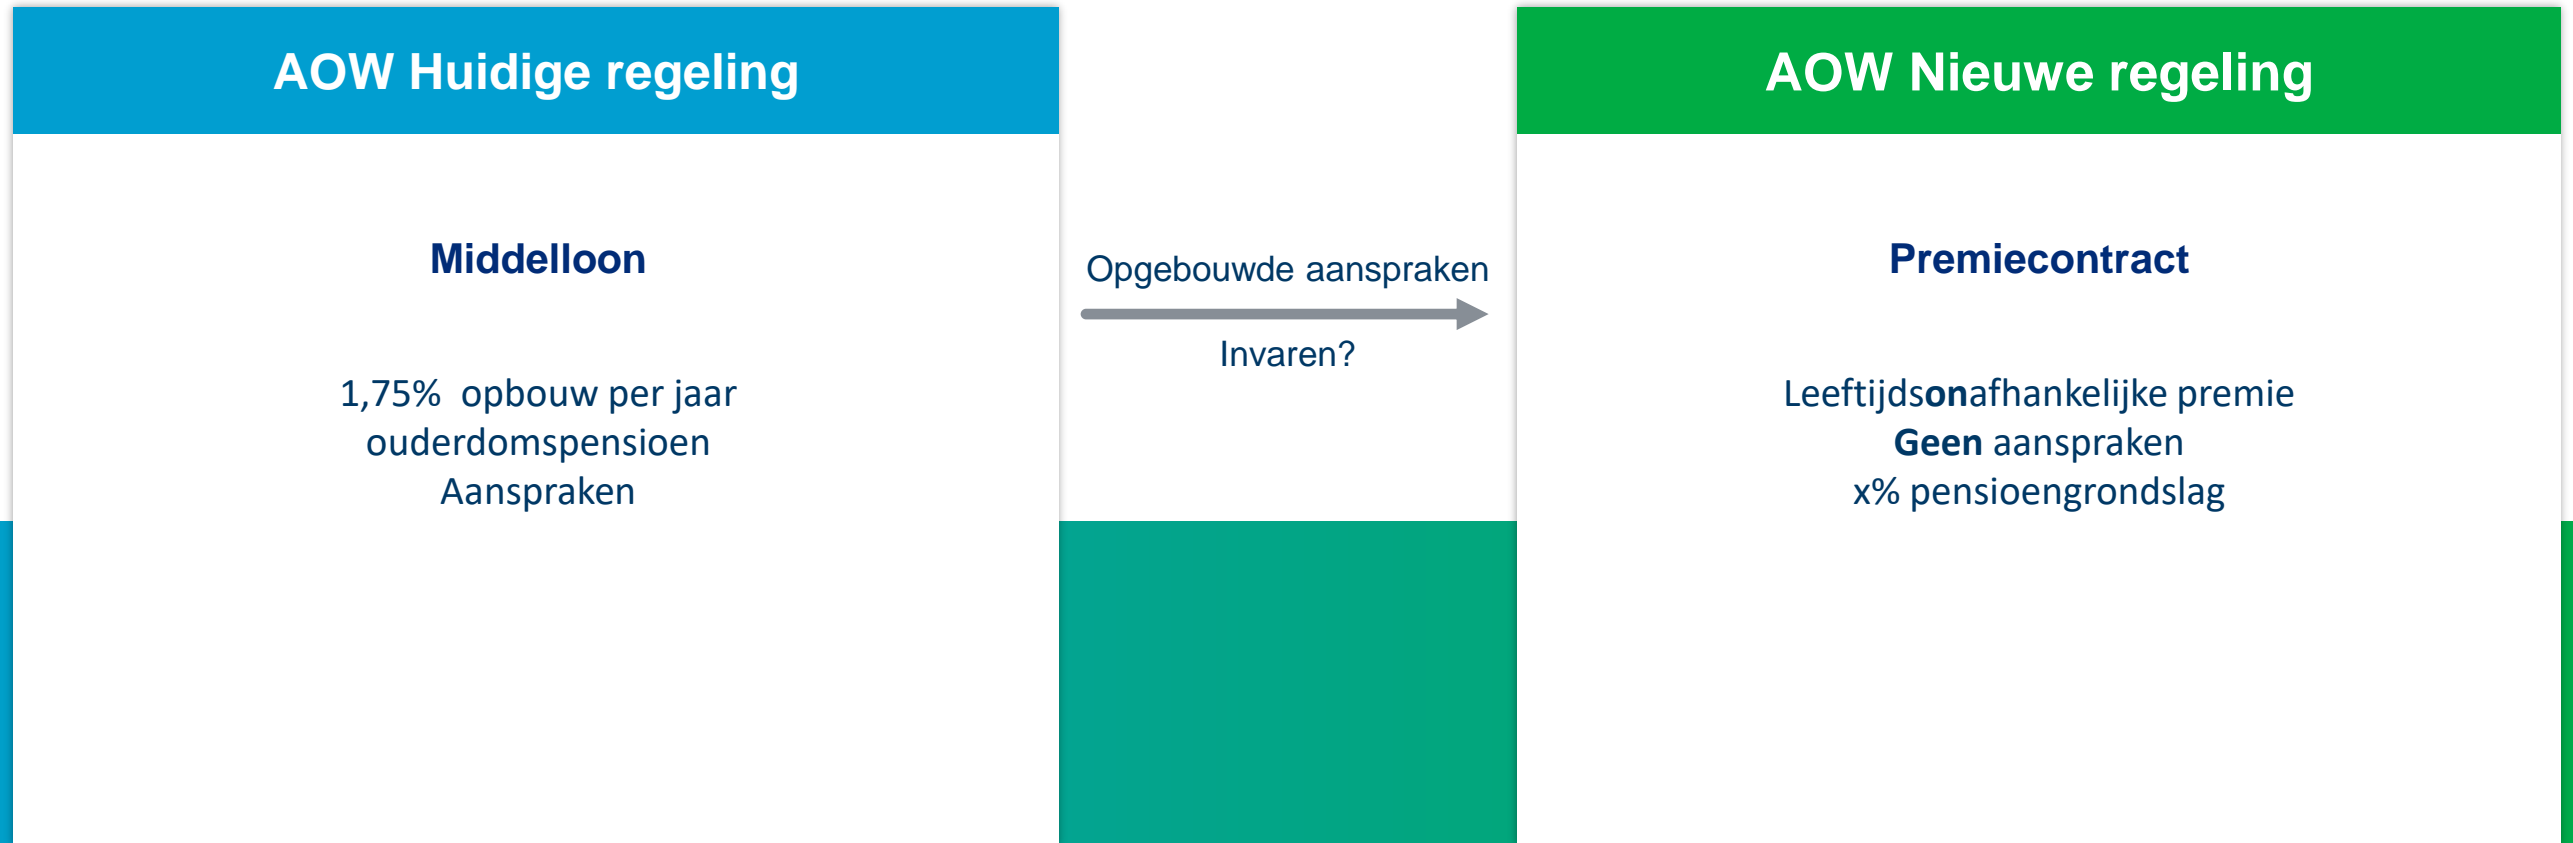 AOW Huidige regeling
Middelloon
1,75% opbouw per jaar
ouderdomspensioen
Aanspraken
Opgebouwde aanspraken
Invaren?
AOW Nieuwe regeling
Premiecontract
Leeftijdsonafhankelijke premie
Geen aanspraken
x% pensioengrondslag